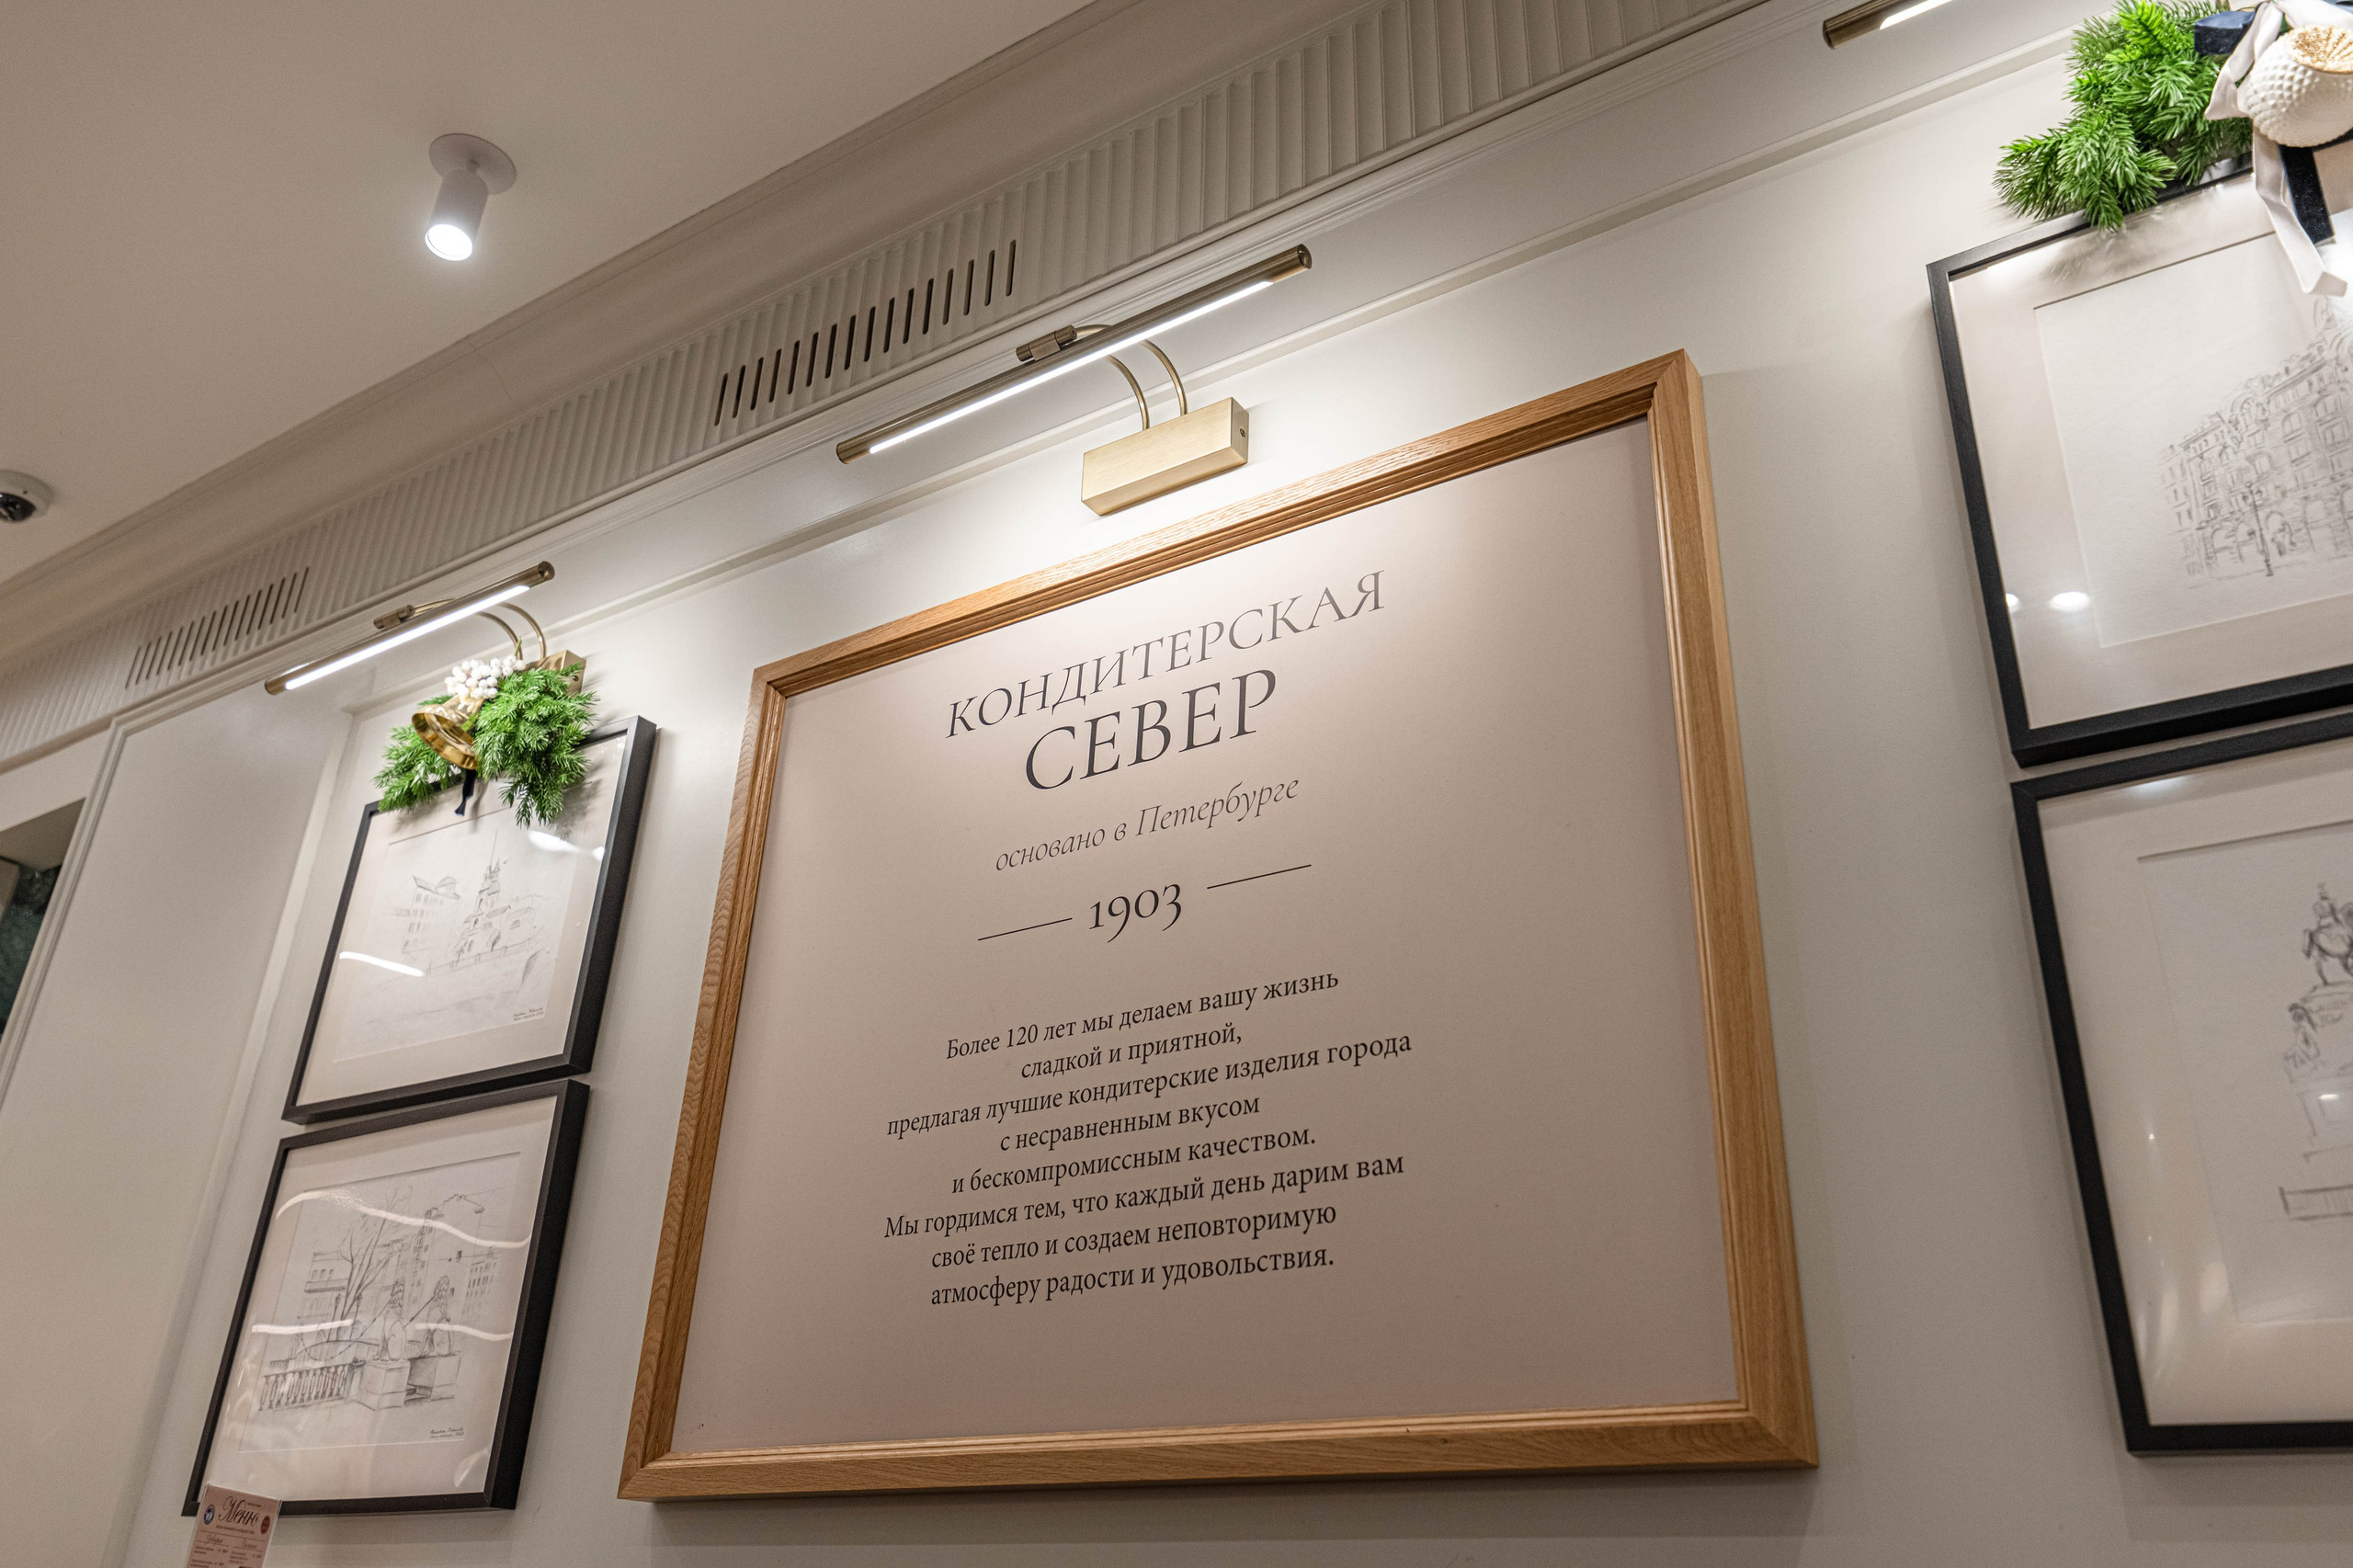 КОНДИТЕРСКАЯ
СЕВЕР
основано в Петербурге
1903
Более 120 лет мы делаем вашу жизнь
сладкой и приятной,
предлагая лучшие кондитерские изделия города
с несравненным вкусом
и бескомпромиссным качеством.
Мы гордимся тем, что каждый день дарим вам
своё тепло и создаем неповторимую
атмосферу радости и удовольствия.
Меню